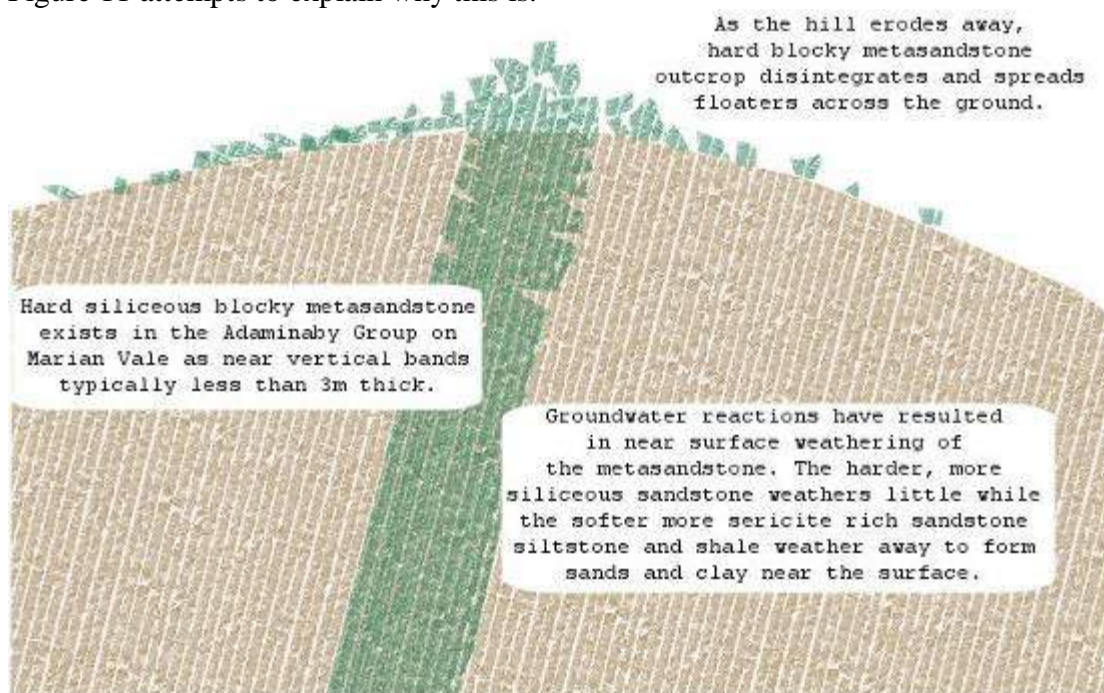 Figure 11 attempts to explain why this is.
As the hill erodes away,
hard blocky metasandstone
outcrop disintegrates and spreads
floaters across the ground.
Hard siliceous blocky metasandstone
exists in the Adaminaby Group on
Marian Vale as near vertical bands
typically less than 3m thick.
Groundwater reactions have resulted
in near surface weathering of
the metasandstone. The harder, more
siliceous sandstone weathers little while
the softer more sericite rich sandstone
siltstone and shale weather away to form
sands and clay near the surface.